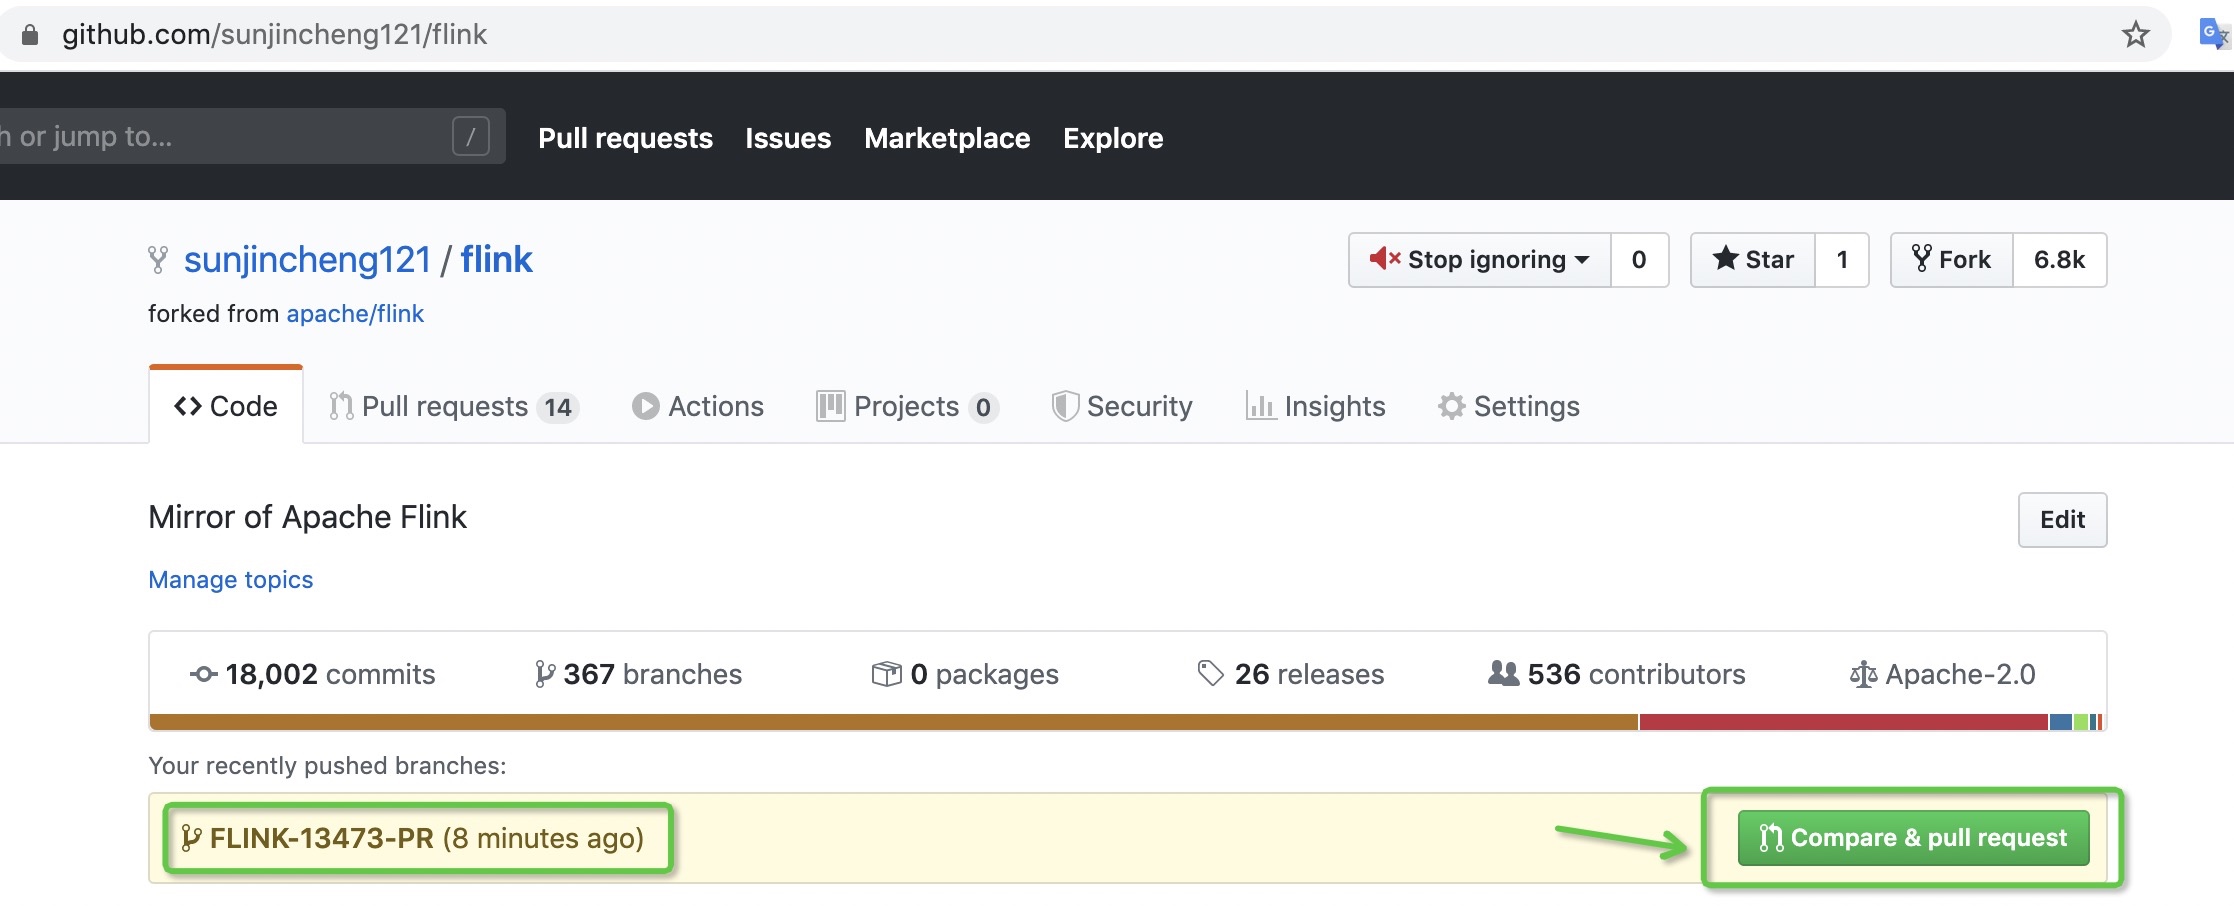 github.com/sunjincheng121/flink
h or jump to... /
Pull requests Issues Marketplace Explore
sunjincheng121 / flink
Stop ignoring 0 Star 1 Fork 6.8k
forked from apache/flink
Code Pull requests 14 Actions Projects 0 Security Insights Settings
Mirror of Apache Flink
Edit
Manage topics
18,002 commits 367 branches 0 packages 26 releases 536 contributors Apache-2.0
Your recently pushed branches:
FLINK-13473-PR (8 minutes ago) Compare & pull request